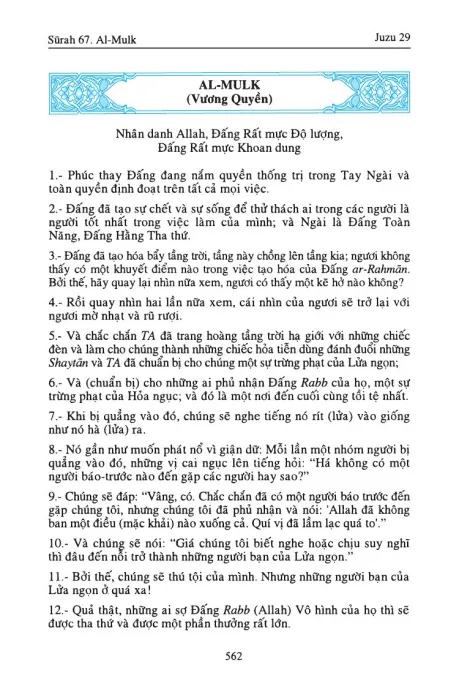 Sūrah 67. Al-Mulk
Juzu 29
AL-MULK
(Vương Quyền)
Nhân danh Allah, Đấng Rất mực Độ lượng,
Đấng Rất mực Khoan dung
1.- Phúc thay Đấng đang nắm quyền thống trị trong Tay Ngài và
toàn quyền định đoạt trên tất cả mọi việc.
2.- Đấng đã tạo sự chết và sự sống để thử thách ai trong các người là
người tốt nhất trong việc làm của mình; và Ngài là Đấng Toàn
Năng, Đấng Hằng Tha thứ.
3.- Đấng đã tạo hóa bẩy tầng trời, tầng này chồng lên tầng kia; ngươi không
thấy có một khuyết điểm nào trong việc tạo hóa của Đấng ar-Rahmān.
Bởi thế, hãy quay lại nhìn nữa xem, ngươi có thấy một kẽ hở nào không?
4.- Rồi quay nhìn hai lần nữa xem, cái nhìn của ngươi sẽ trở lại với
ngươi mờ nhạt và rũ rượi.
5.- Và chắc chắn TA đã trang hoàng tầng trời hạ giới với những chiếc
đèn và làm cho chúng thành những chiếc hỏa tiễn dùng đánh đuổi những
Shaytān và TA đã chuẩn bị cho chúng một sự trừng phạt của Lửa ngọn;
6.- Và (chuẩn bị) cho những ai phủ nhận Đấng Rabb của họ, một sự
trừng phạt của Hỏa ngục; và đó là một nơi đến cuối cùng tồi tệ nhất.
7.- Khi bị quẳng vào đó, chúng sẽ nghe tiếng nó rít (lửa) vào giống
như nó hà (lửa) ra.
8.- Nó gần như muốn phát nổ vì giận dữ: Mỗi lần một nhóm người bị
quẳng vào đó, những vị cai ngục lên tiếng hỏi: “Há không có một
người báo-trước nào đến gặp các người hay sao?”
9.- Chúng sẽ đáp: “Vâng, có. Chắc chắn đã có một người báo trước đến
gặp chúng tôi, nhưng chúng tôi đã phủ nhận và nói: 'Allah đã không
ban một điều (mặc khải) nào xuống cả. Quí vị đã lầm lạc quá to'.”
10.- Và chúng sẽ nói: “Giá chúng tôi biết nghe hoặc chịu suy nghĩ
thì đâu đến nỗi trở thành những người bạn của Lửa ngọn.”
11.- Bởi thế, chúng sẽ thú tội của mình. Nhưng những người bạn của
Lửa ngọn ở quá xa!
12.- Quả thật, những ai sợ Đấng Rabb (Allah) Vô hình của họ thì sẽ
được tha thứ và được một phần thưởng rất lớn.
562